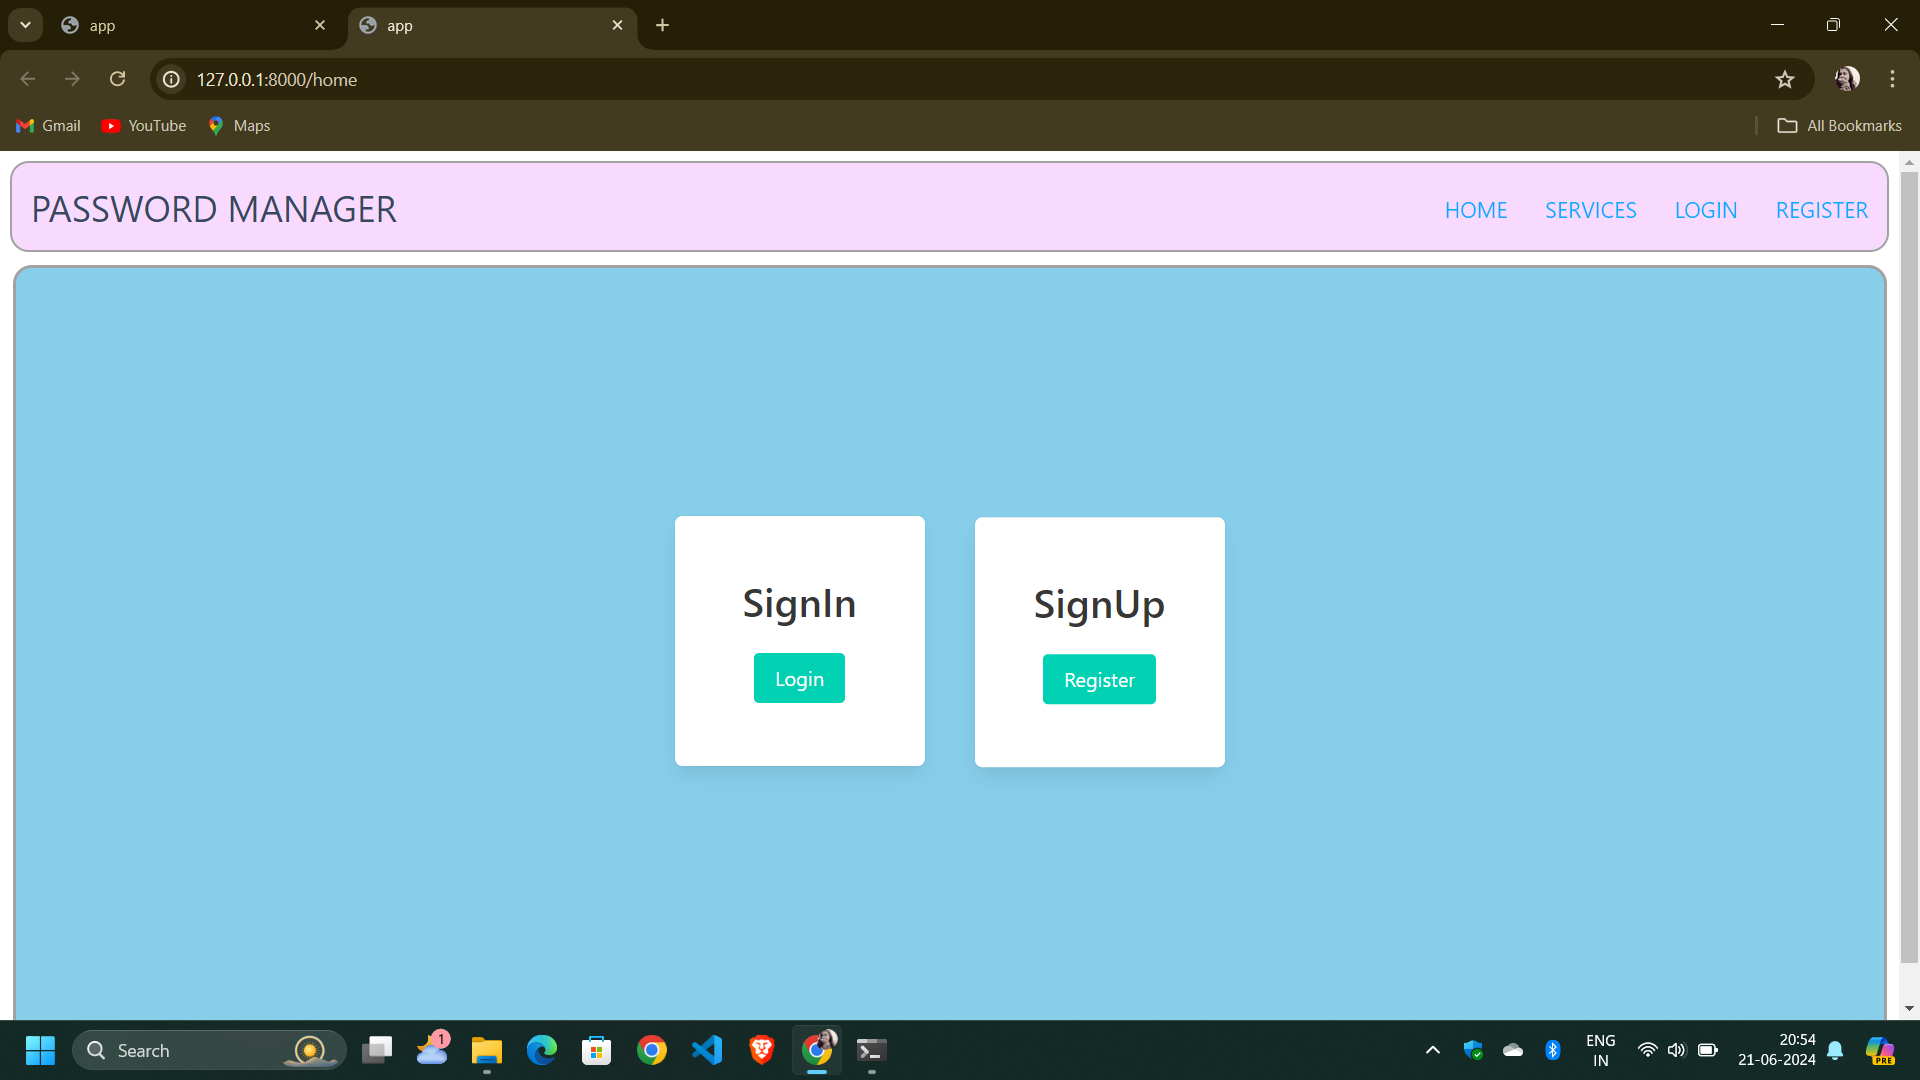 app
app
127.0.0.1:8000/home
Gmail
YouTube
Maps
All Bookmarks
PASSWORD MANAGER
HOME
SERVICES
LOGIN
REGISTER
SignIn
Login
SignUp
Register
Search
1
ENG
IN
20:54
21-06-2024
PRE